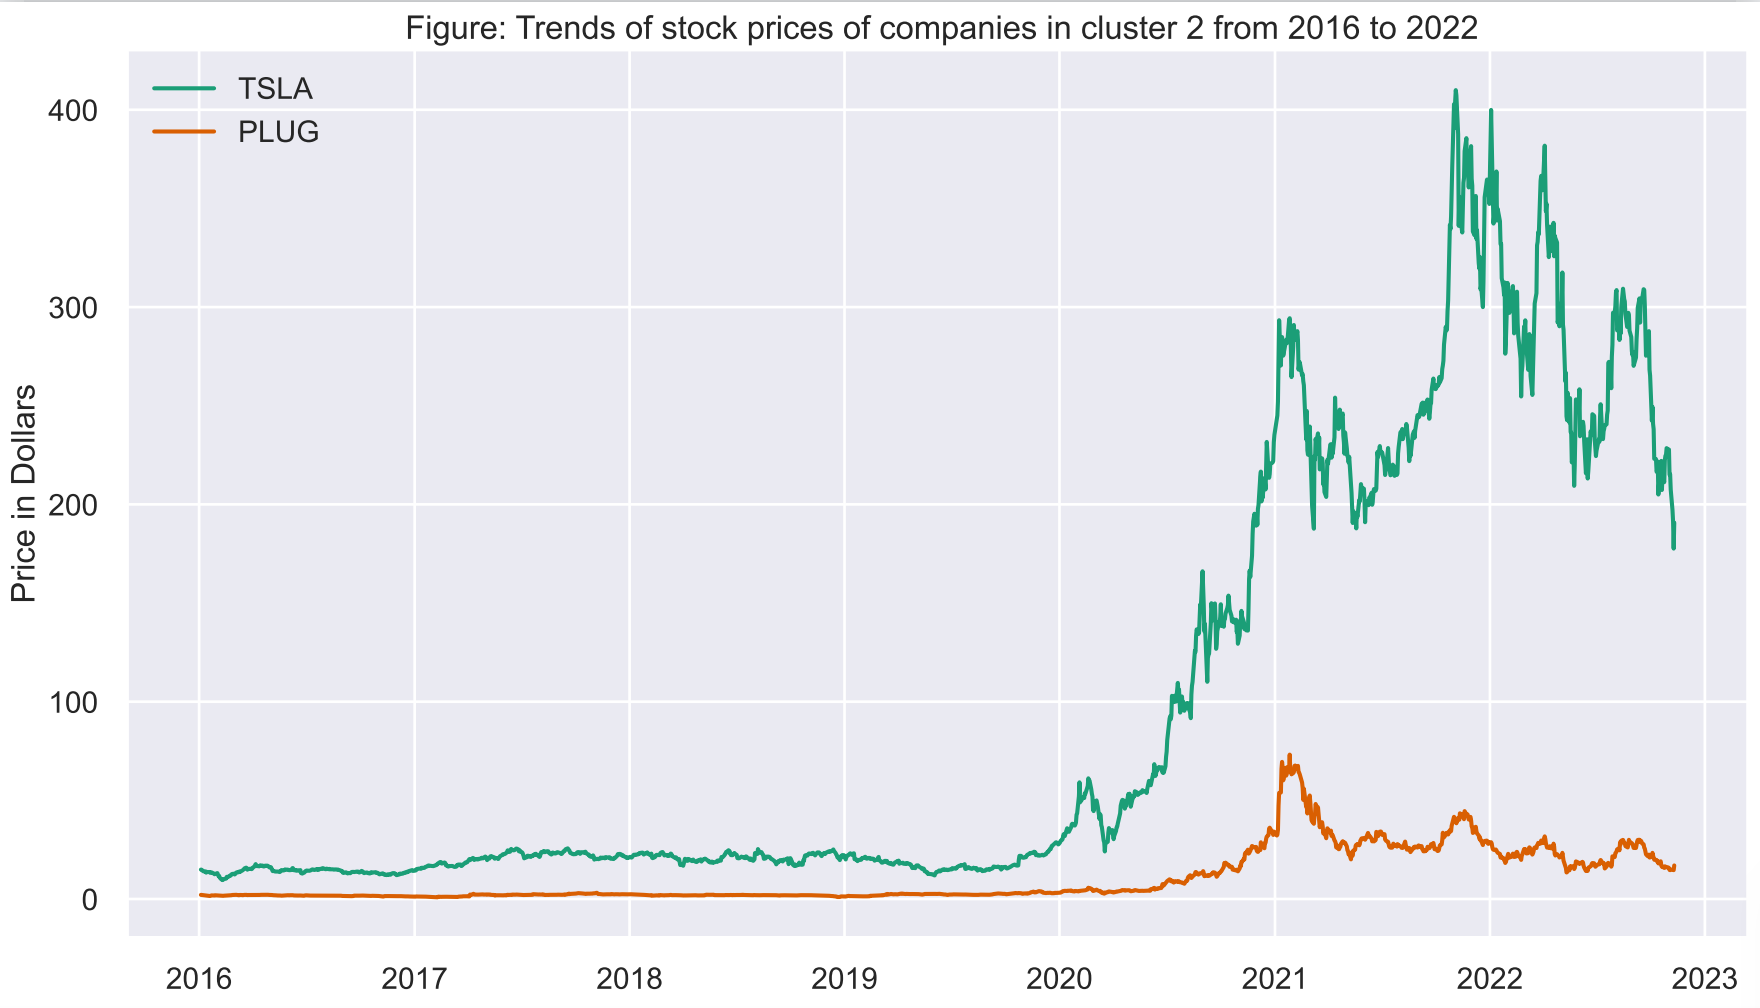 Figure: Trends of stock prices of companies in cluster 2 from 2016 to 2022
TSLA
PLUG
400
300
200
100
0
Price in Dollars
2016 2017 2018 2019 2020 2021 2022 2023